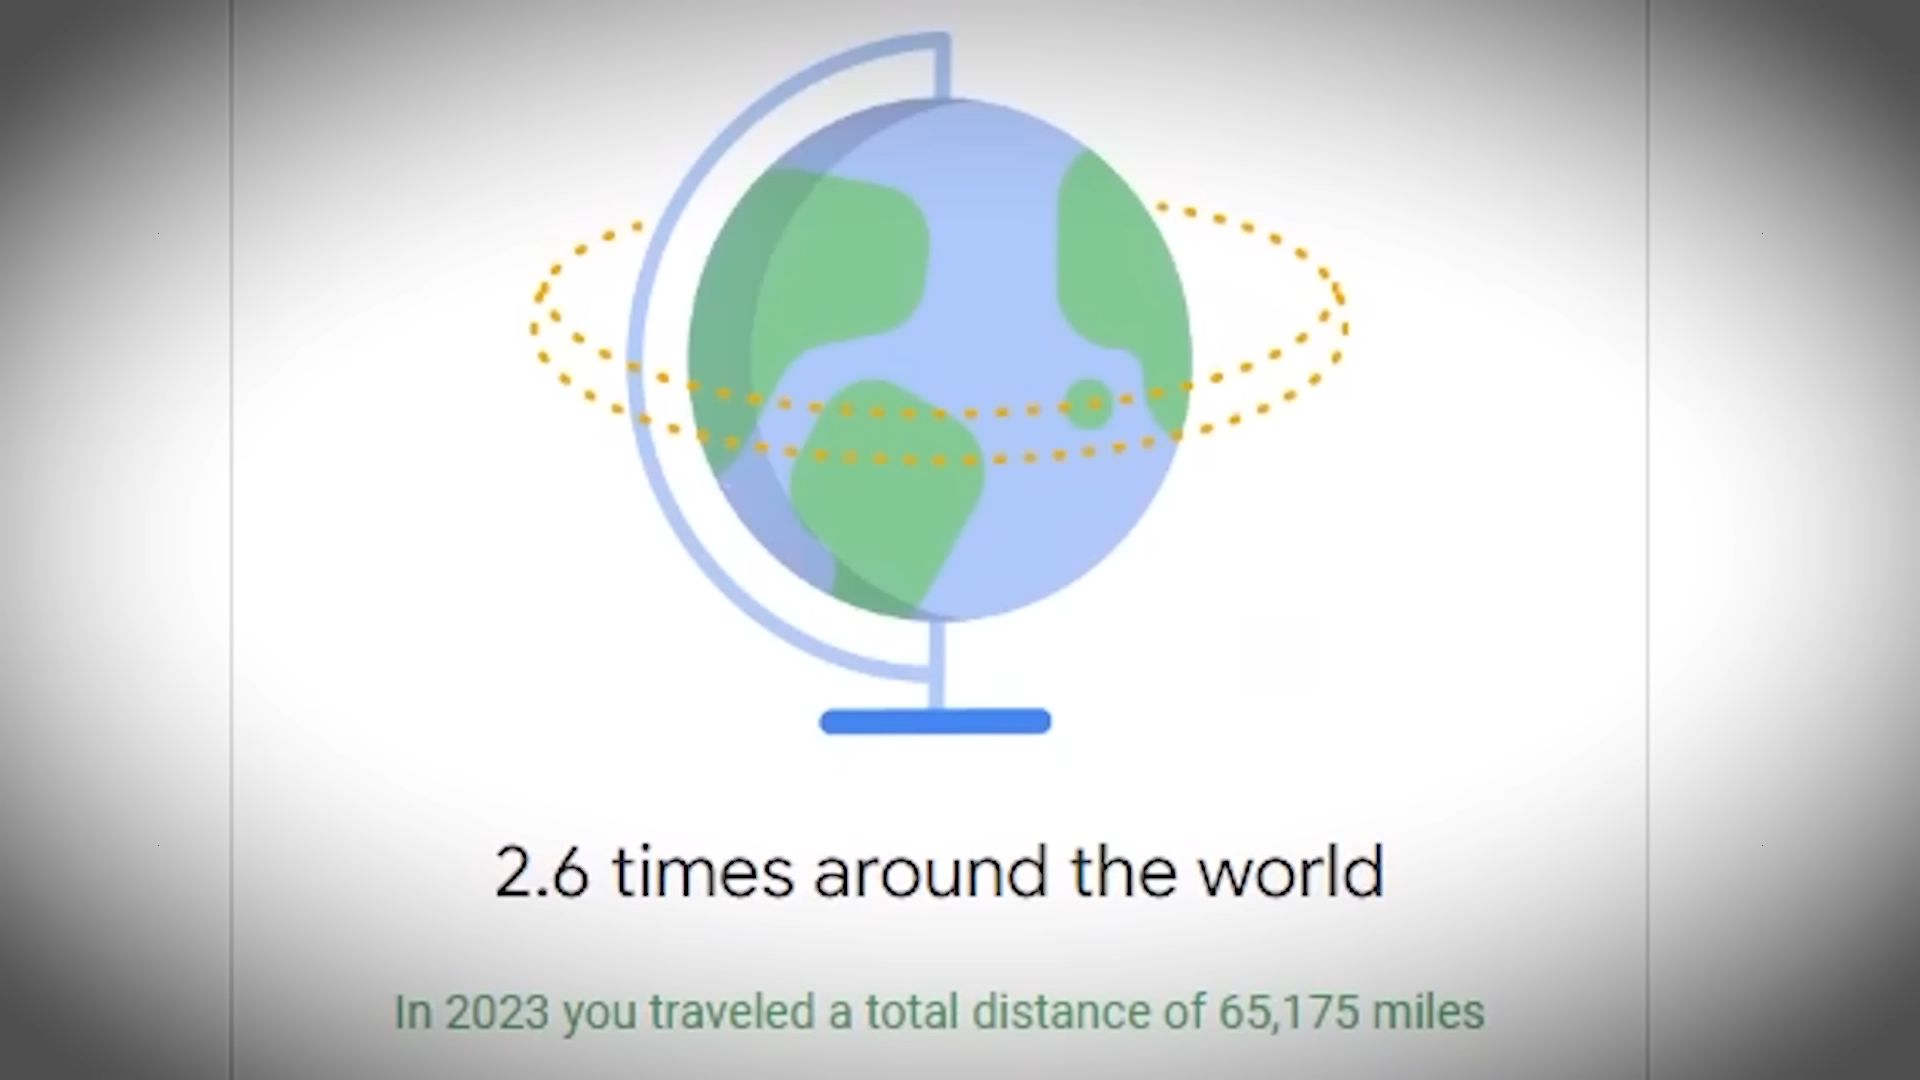 2.6 times around the world
In 2023 you traveled a total distance of 65,175 miles